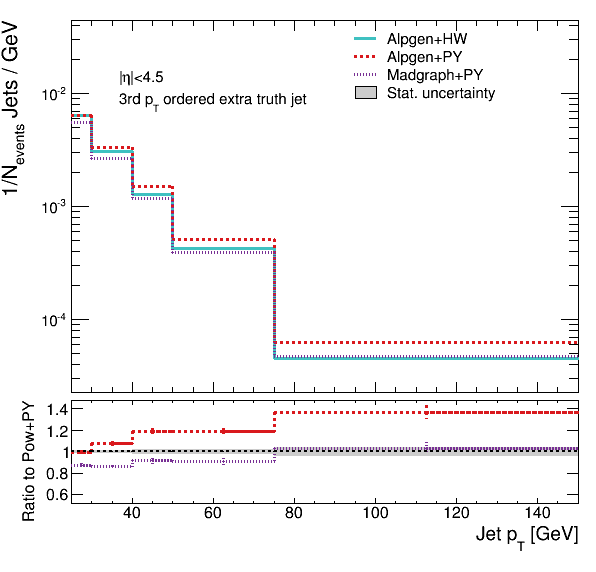 1/N_events Jets / GeV
Alpgen+HW
Alpgen+PY
Madgraph+PY
Stat. uncertainty
|η|<4.5
3rd p_T ordered extra truth jet
10^-2
10^-3
10^-4
Ratio to Pow+PY
1.4
1.2
1
0.8
0.6
40 60 80 100 120 140
Jet p_T [GeV]